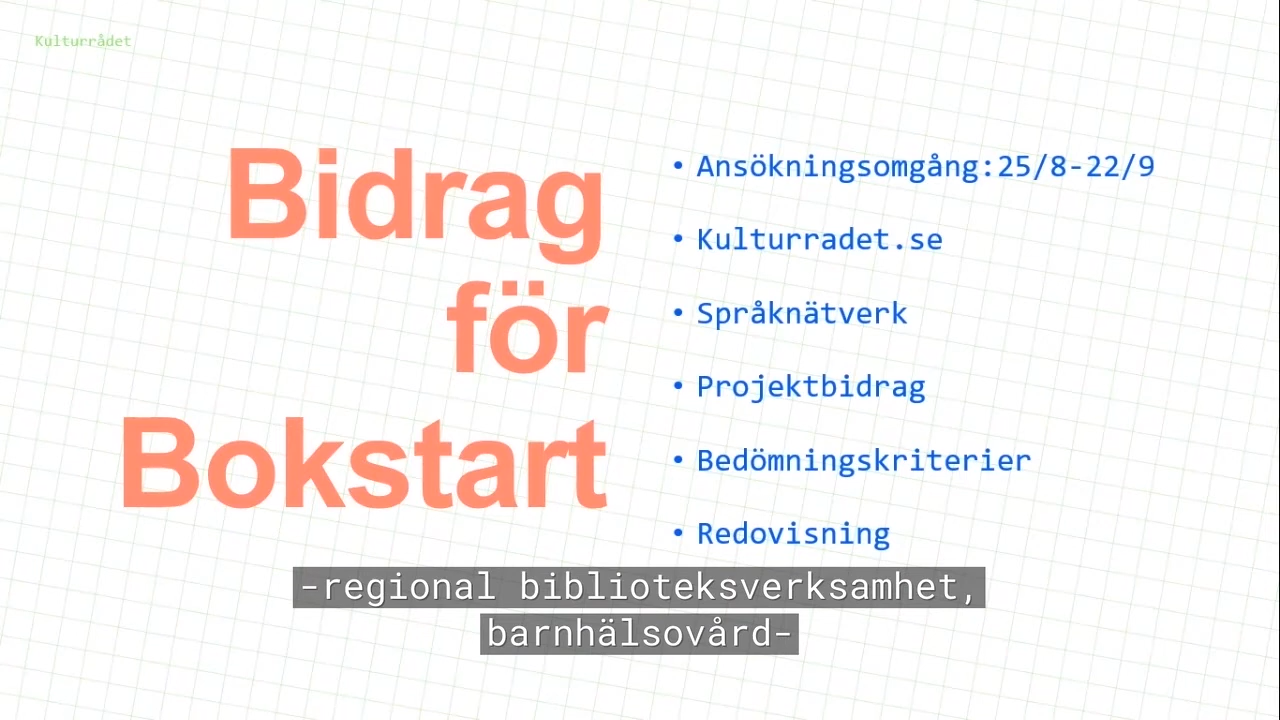 Kulturrådet
Bidrag
för
Bokstart
• Ansökningsomgång:25/8-22/9
• Kulturradet.se
• Språknätverk
• Projektbidrag
• Bedömningskriterier
• Redovisning
-regional biblioteksverksamhet,
barnhälsovård-